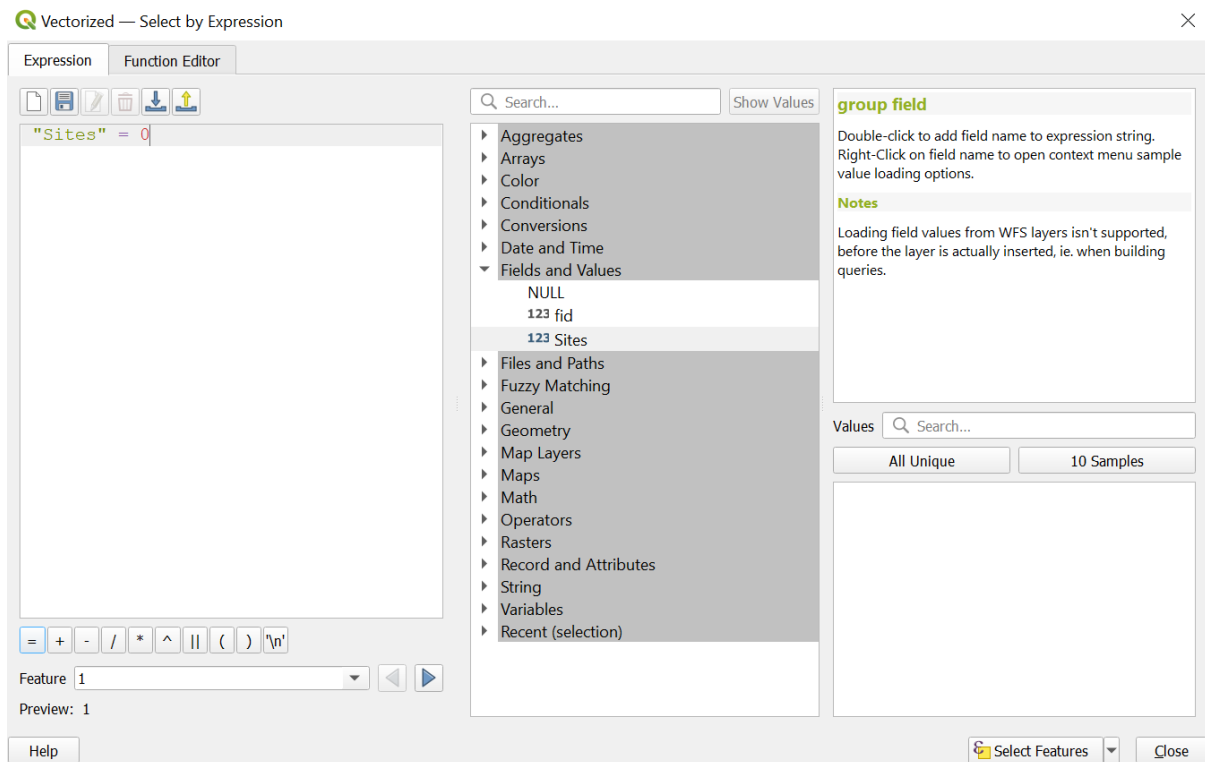 Vectorized — Select by Expression
Expression
Function Editor
"Sites" = 0
= + - / * ^ || ( ) '\n'
Feature 1
Preview: 1
Help
Search...
Show Values
Aggregates
Arrays
Color
Conditionals
Conversions
Date and Time
Fields and Values
NULL
123 fid
123 Sites
Files and Paths
Fuzzy Matching
General
Geometry
Map Layers
Maps
Math
Operators
Rasters
Record and Attributes
String
Variables
Recent (selection)
group field
Double-click to add field name to expression string.
Right-Click on field name to open context menu sample
value loading options.
Notes
Loading field values from WFS layers isn't supported,
before the layer is actually inserted, ie. when building
queries.
Values Search...
All Unique
10 Samples
Select Features
Close